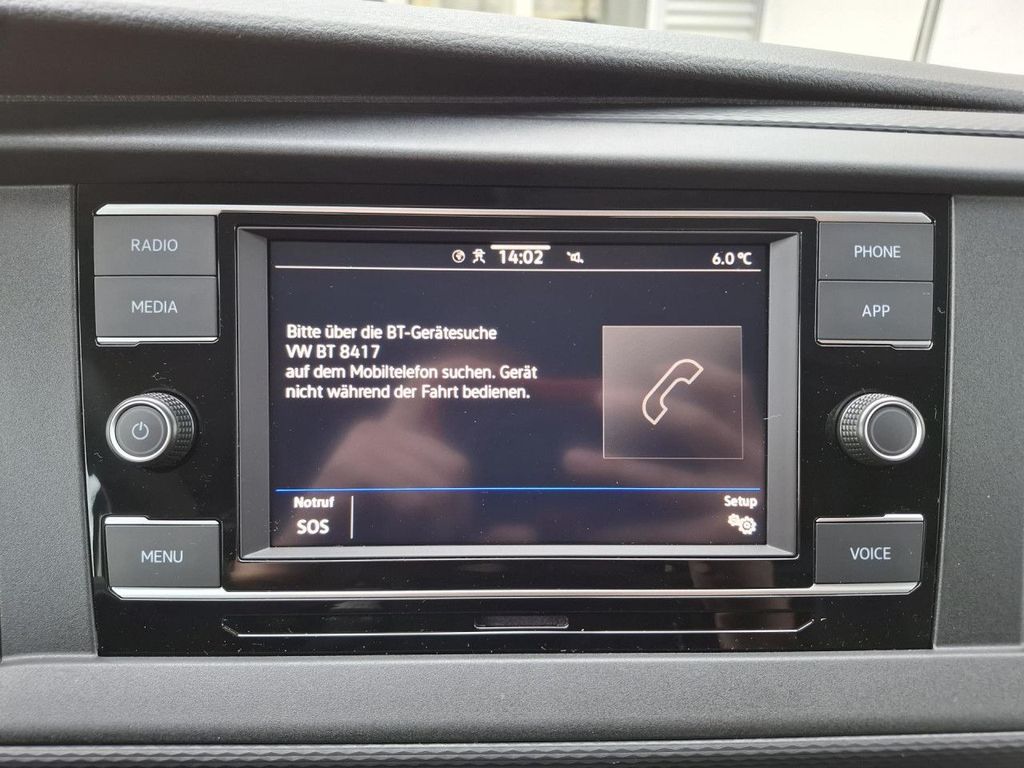 RADIO
MEDIA
MENU
14:02
6.0 °C
Bitte über die BT-Gerätesuche
VW BT 8417
auf dem Mobiltelefon suchen. Gerät
nicht während der Fahrt bedienen.
Notruf
SOS
Setup
PHONE
APP
VOICE